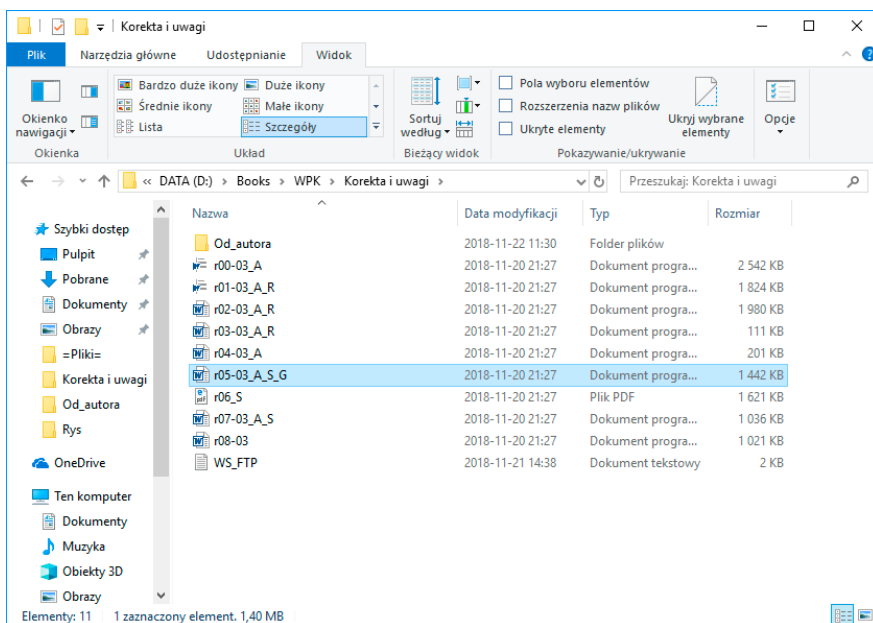 Korekta i uwagi
Plik Narzędzia główne Udostępnianie Widok
Okienko nawigacji
Bardzo duże ikony Duże ikony
Średnie ikony Małe ikony
Lista Szczegóły
Sortuj według
Pola wyboru elementów
Rozszerzenia nazw plików
Ukryte elementy
Ukryj wybrane elementy
Opcje
Okienka Układ Bieżący widok Pokazywanie/ukrywanie
« DATA (D:) › Books › WPK › Korekta i uwagi › Przeszukaj: Korekta i uwagi
Szybki dostęp
Pulpit
Pobrane
Dokumenty
Obrazy
=Pliki=
Korekta i uwagi
Od_autora
Rys
OneDrive
Ten komputer
Dokumenty
Muzyka
Obiekty 3D
Obrazy
Nazwa Data modyfikacji Typ Rozmiar
Od_autora 2018-11-22 11:30 Folder plików
r00-03_A 2018-11-20 21:27 Dokument progra... 2 542 KB
r01-03_A_R 2018-11-20 21:27 Dokument progra... 1 824 KB
r02-03_A_R 2018-11-20 21:27 Dokument progra... 1 980 KB
r03-03_A_R 2018-11-20 21:27 Dokument progra... 111 KB
r04-03_A 2018-11-20 21:27 Dokument progra... 201 KB
r05-03_A_S_G 2018-11-20 21:27 Dokument progra... 1 442 KB
r06_S 2018-11-20 21:27 Plik PDF 1 621 KB
r07-03_A_S 2018-11-20 21:27 Dokument progra... 1 036 KB
r08-03 2018-11-20 21:27 Dokument progra... 1 021 KB
WS_FTP 2018-11-21 14:38 Dokument tekstowy 2 KB
Elementy: 11 1 zaznaczony element. 1,40 MB